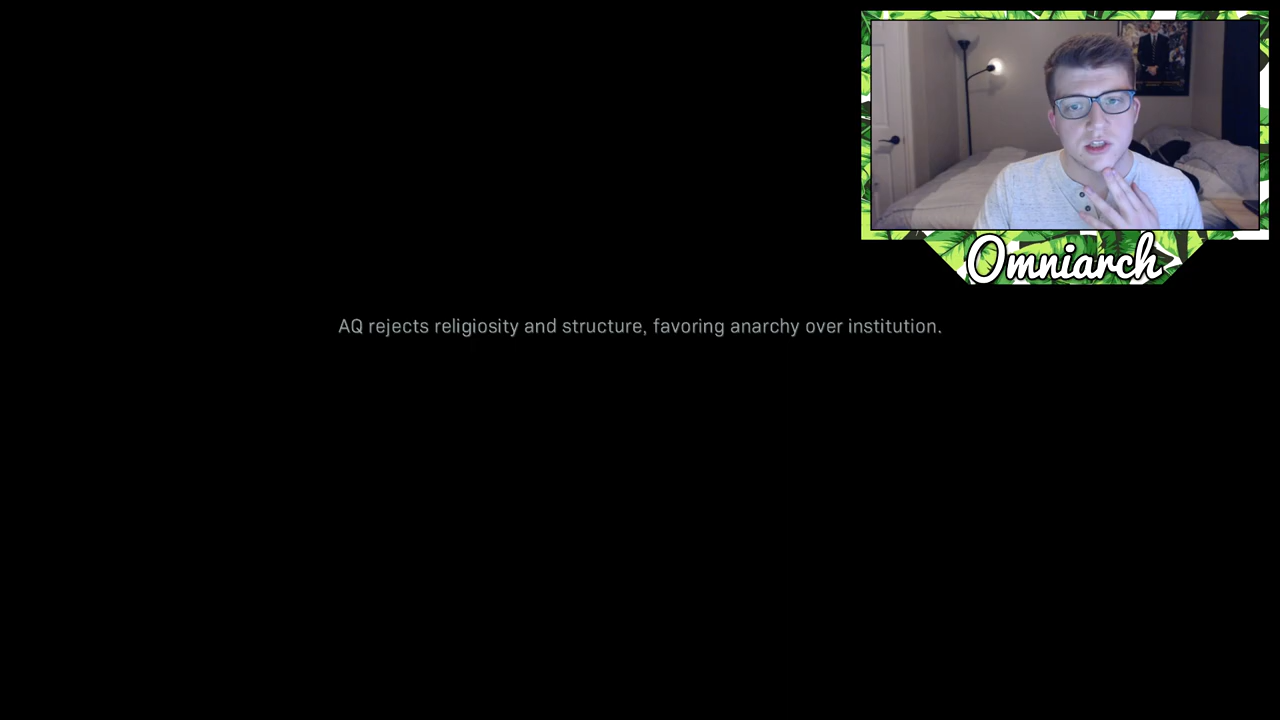 Omniarch
AQ rejects religiosity and structure, favoring anarchy over institution.